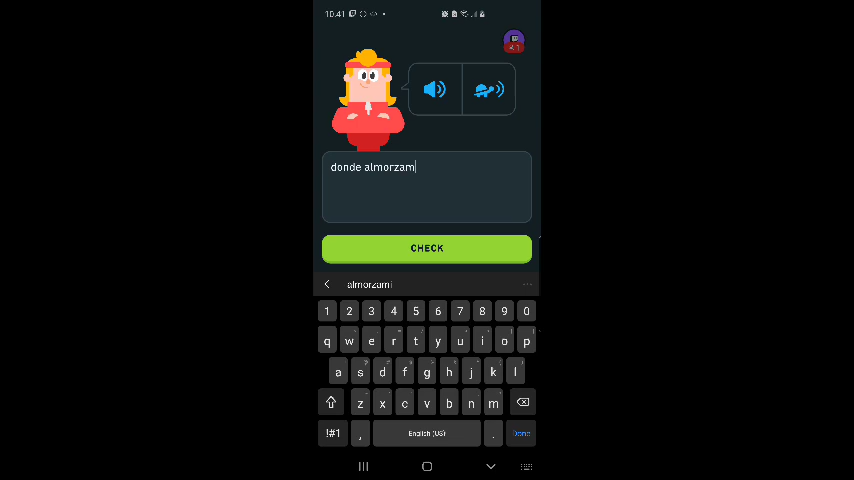 10.41
donde almorzam
CHECK
almorzami
1 2 3 4 5 6 7 8 9 0
q w e r t y u i o p
a s d f g h j k l
z x c v b n m
!#1 , English (US) . Done